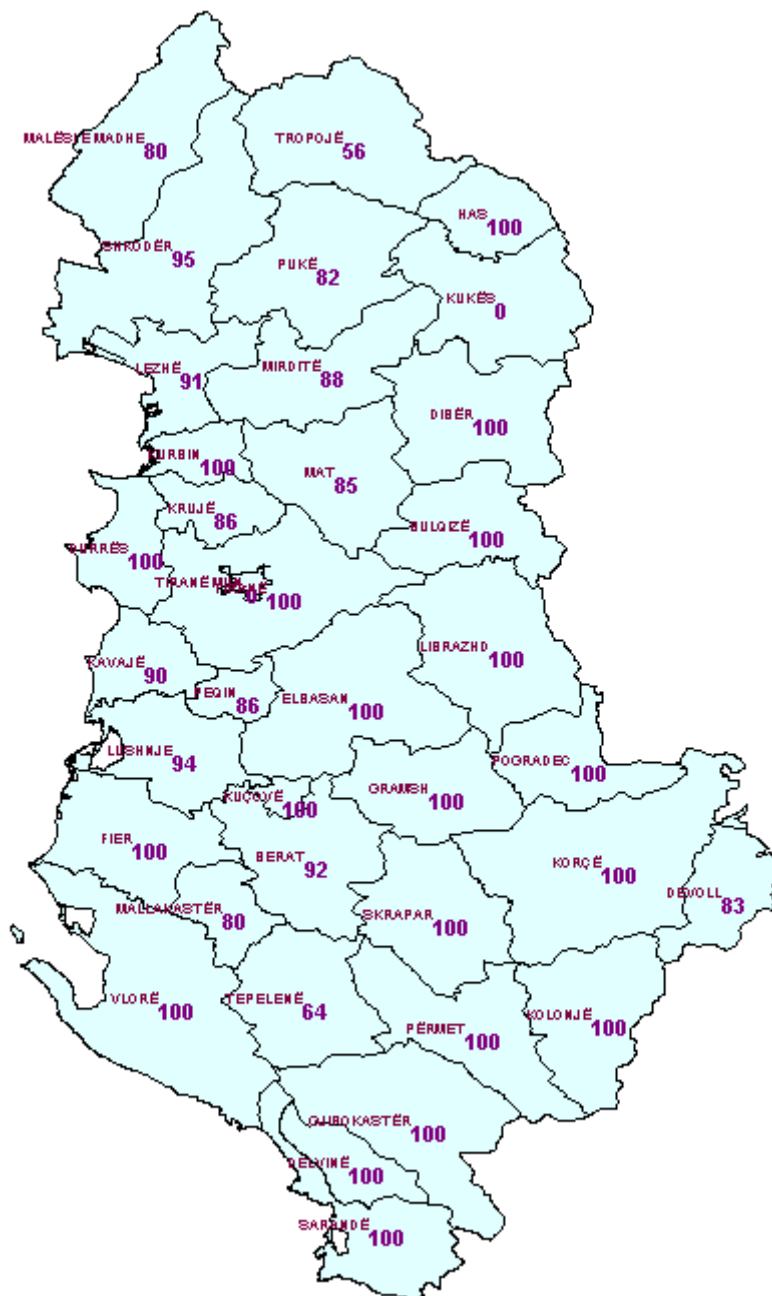 MALËSI E MADHE 80
TROPOJË 56
HAS 100
SHKODËR 95
PUKË 82
KUKËS 0
LEZHË 91
MIRDITË 88
DIBËR 100
KURBIN 100
MAT 85
KRUJË 86
BULQIZË 100
DURRËS 100
TIRANË MUN 0
100
LIBRAZHD 100
KAVAJË 90
PEQIN 86
ELBASAN 100
LUSHNJE 94
POGRADEC 100
KUÇOVË 100
GRAMSH 100
FIER 100
BERAT 92
KORÇË 100
DEVOLL 83
MALLAKASTËR 80
SKRAPAR 100
VLORË 100
TEPELENË 64
PËRMET 100
KOLONJË 100
GJIROKASTËR 100
DELVINË 100
SARANDË 100